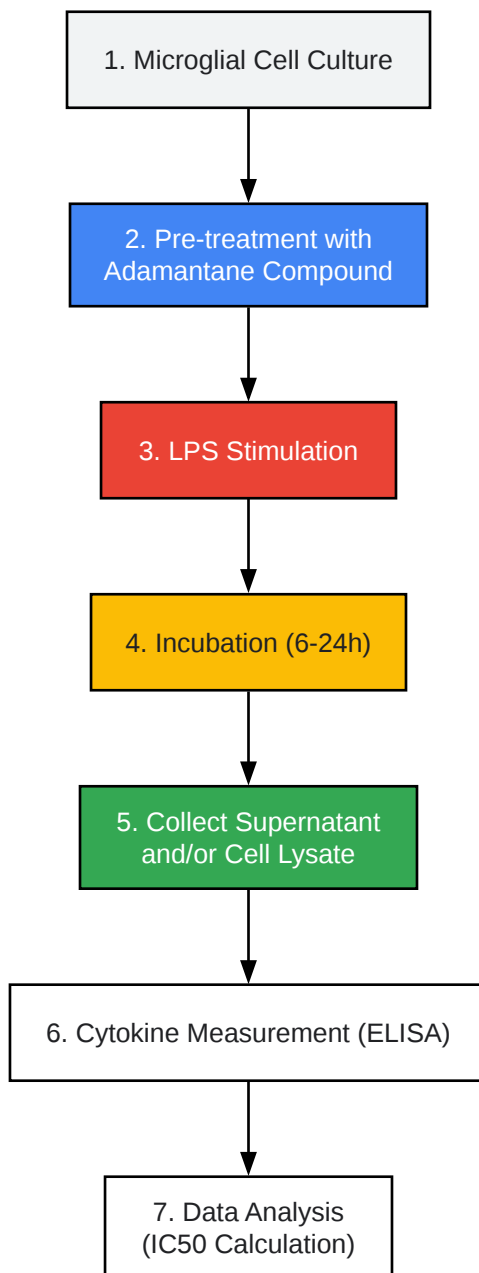 1. Microglial Cell Culture
2. Pre-treatment with
Adamantane Compound
3. LPS Stimulation
4. Incubation (6-24h)
5. Collect Supernatant
and/or Cell Lysate
6. Cytokine Measurement (ELISA)
7. Data Analysis
(IC50 Calculation)